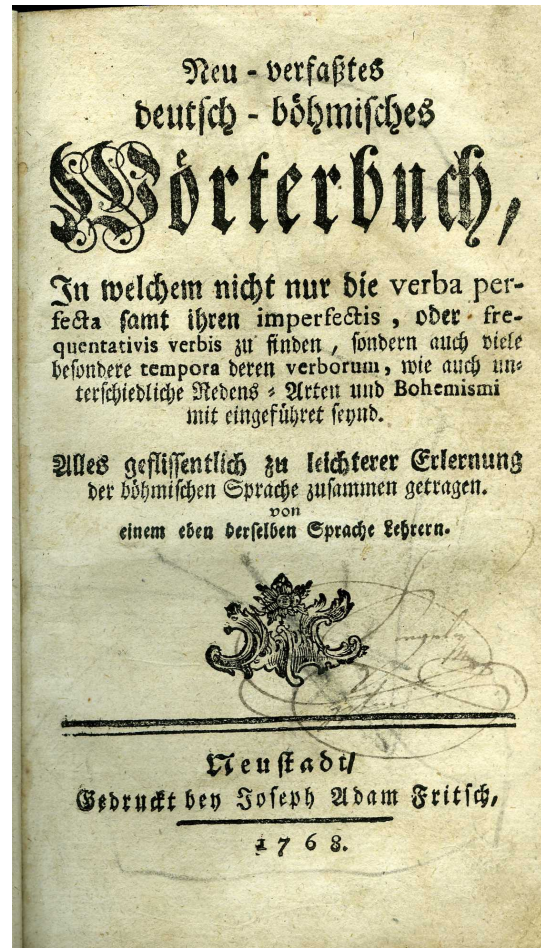 Neu - verfaßtes
deutsch - böhmisches
Wörterbuch,
In welchem nicht nur die verba per-
fecta samt ihren imperfectis, oder fre-
quentativis verbis zu finden, sondern auch viele
besondere tempora deren verborum, wie auch un-
terschiedliche Redens-Arten und Bohemismi
mit eingeführet seynd.
Alles geflissentlich zu leichterer Erlernung
der böhmischen Sprache zusammen getragen.
von
einem eben derselben Sprache Lehrern.
Neustadt/
Gedruckt bey Joseph Adam Fritsch,
1768.